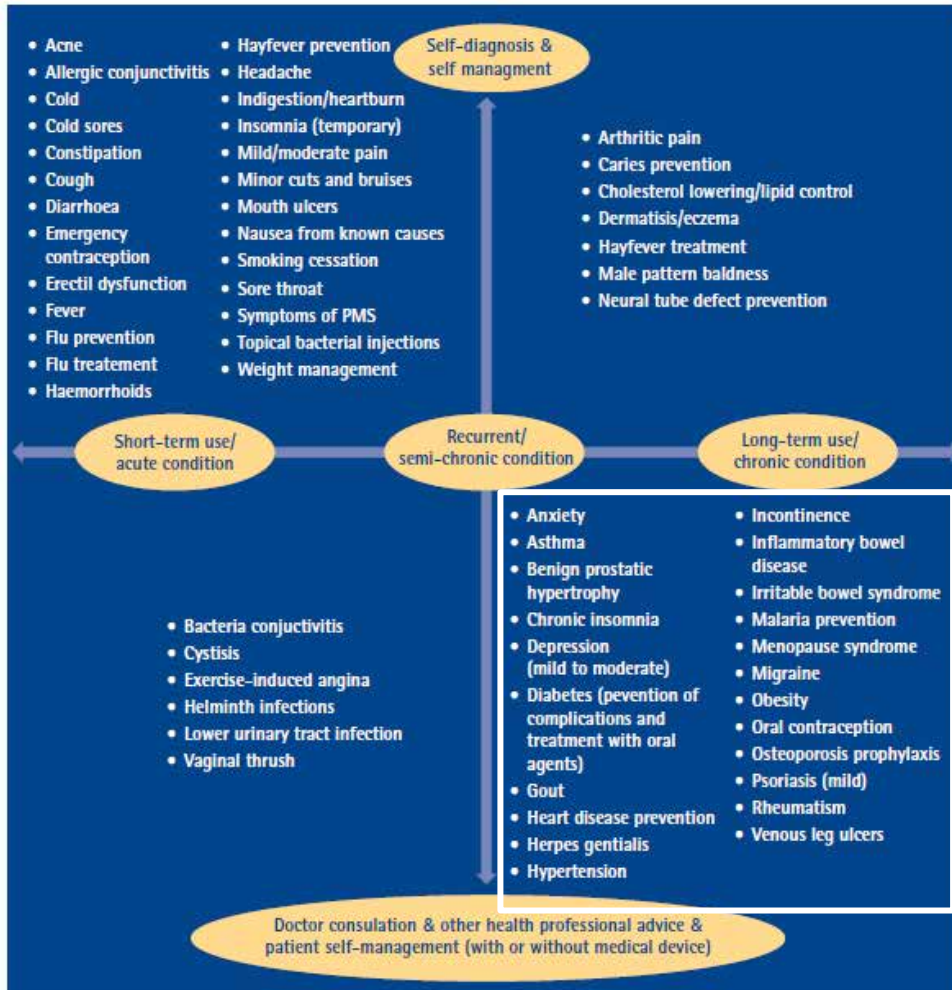 Self-diagnosis &
self managment
• Acne
• Allergic conjunctivitis
• Cold
• Cold sores
• Constipation
• Cough
• Diarrhoea
• Emergency
contraception
• Erectil dysfunction
• Fever
• Flu prevention
• Flu treatement
• Haemorrhoids
• Hayfever prevention
• Headache
• Indigestion/heartburn
• Insomnia (temporary)
• Mild/moderate pain
• Minor cuts and bruises
• Mouth ulcers
• Nausea from known causes
• Smoking cessation
• Sore throat
• Symptoms of PMS
• Topical bacterial injections
• Weight management
• Arthritic pain
• Caries prevention
• Cholesterol lowering/lipid control
• Dermatisis/eczema
• Hayfever treatment
• Male pattern baldness
• Neural tube defect prevention
Short-term use/
acute condition
Recurrent/
semi-chronic condition
Long-term use/
chronic condition
• Bacteria conjuctivitis
• Cystisis
• Exercise-induced angina
• Helminth infections
• Lower urinary tract infection
• Vaginal thrush
• Anxiety
• Asthma
• Benign prostatic
hypertrophy
• Chronic insomnia
• Depression
(mild to moderate)
• Diabetes (pevention of
complications and
treatment with oral
agents)
• Gout
• Heart disease prevention
• Herpes gentialis
• Hypertension
• Incontinence
• Inflammatory bowel
disease
• Irritable bowel syndrome
• Malaria prevention
• Menopause syndrome
• Migraine
• Obesity
• Oral contraception
• Osteoporosis prophylaxis
• Psoriasis (mild)
• Rheumatism
• Venous leg ulcers
Doctor consulation & other health professional advice &
patient self-management (with or without medical device)